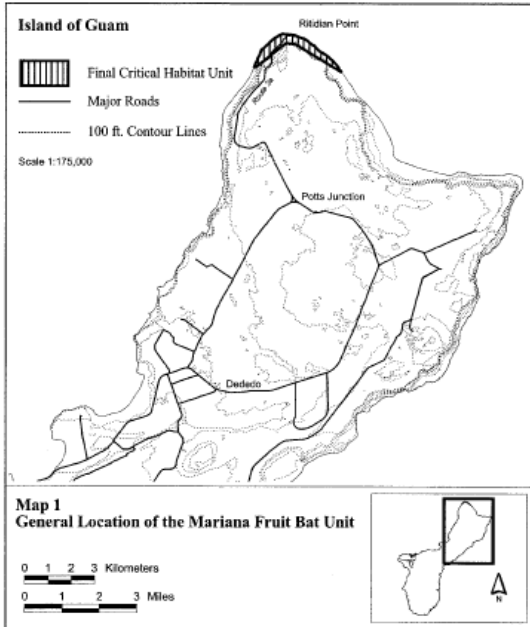 Island of Guam
Ritidian Point
Final Critical Habitat Unit
Major Roads
100 ft. Contour Lines
Scale 1:175,000
Potts Junction
Dededo
Map 1
General Location of the Mariana Fruit Bat Unit
0 1 2 3 Kilometers
0 1 2 3 Miles
N